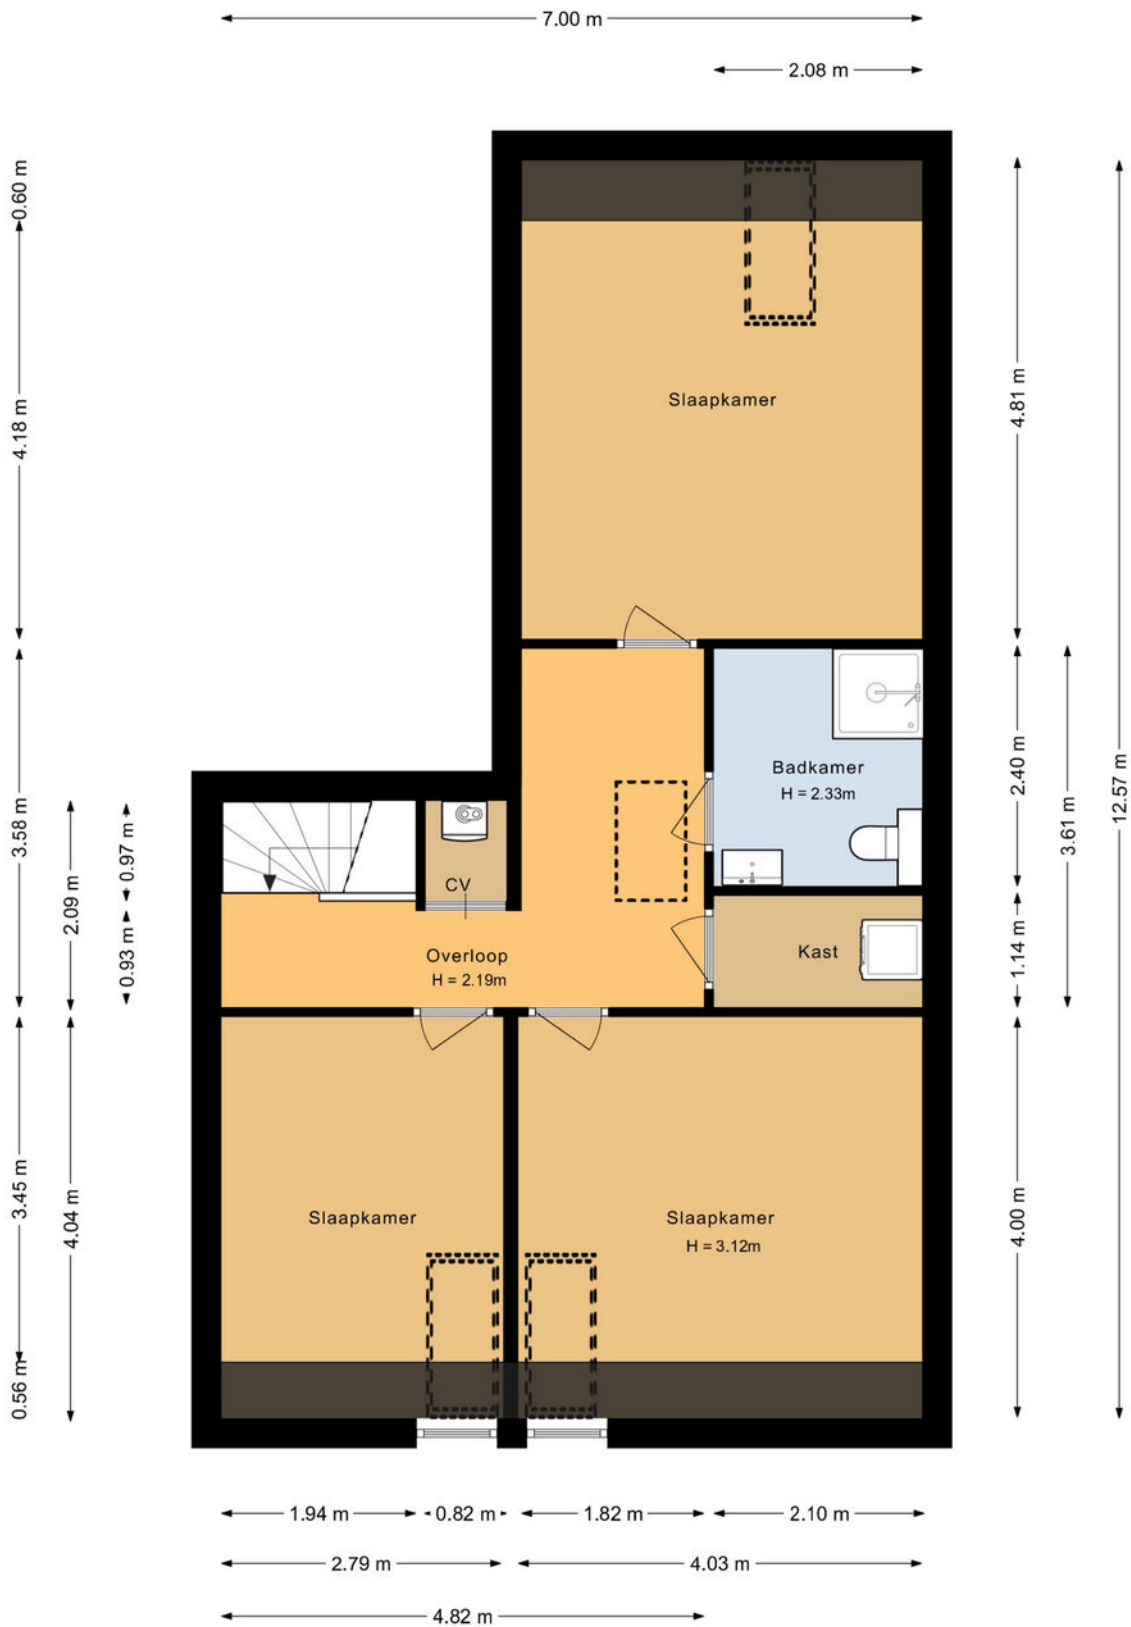 7.00 m
2.08 m
0.60 m
4.18 m
4.81 m
Slaapkamer
12.57 m
3.58 m
2.09 m
0.97 m
0.93 m
Badkamer
H = 2.33m
2.40 m
3.61 m
CV
Overloop
H = 2.19m
Kast
1.14 m
3.45 m
4.04 m
Slaapkamer
Slaapkamer
H = 3.12m
4.00 m
0.56 m
1.94 m
0.82 m
1.82 m
2.10 m
2.79 m
4.03 m
4.82 m